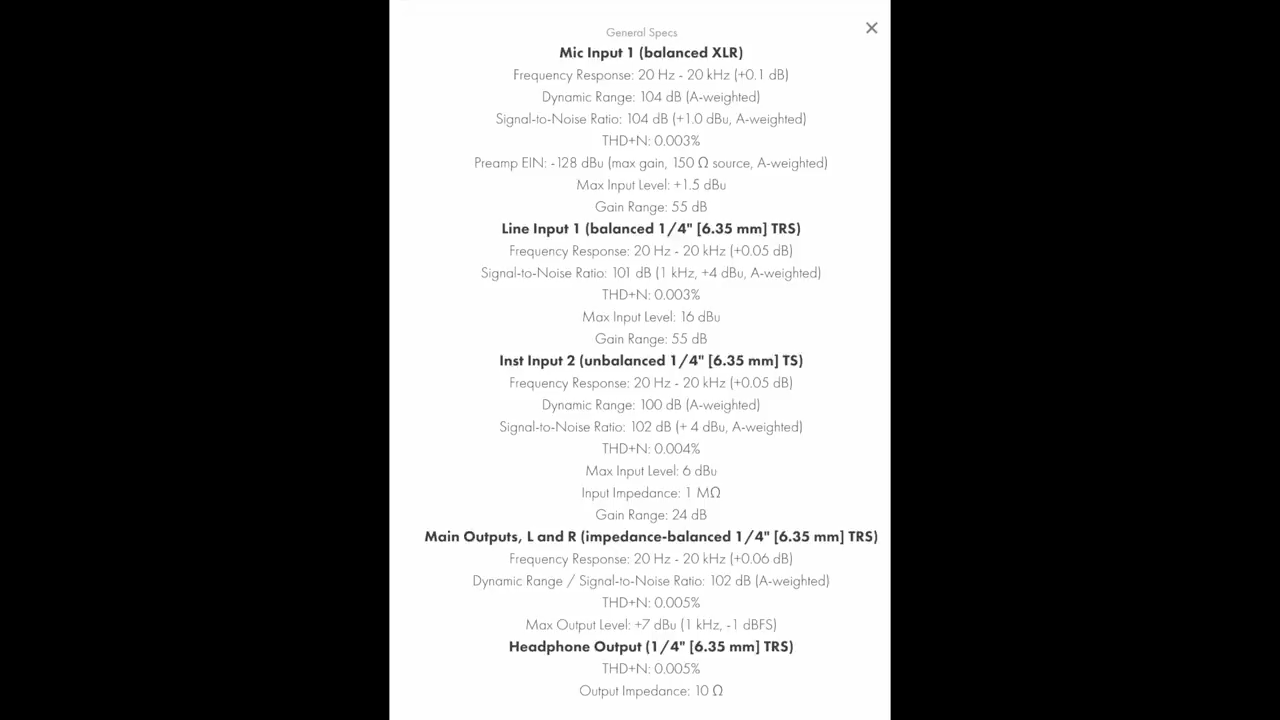 General Specs
Mic Input 1 (balanced XLR)
Frequency Response: 20 Hz - 20 kHz (+0.1 dB)
Dynamic Range: 104 dB (A-weighted)
Signal-to-Noise Ratio: 104 dB (+1.0 dBu, A-weighted)
THD+N: 0.003%
Preamp EIN: -128 dBu (max gain, 150 Ω source, A-weighted)
Max Input Level: +1.5 dBu
Gain Range: 55 dB
Line Input 1 (balanced 1/4" [6.35 mm] TRS)
Frequency Response: 20 Hz - 20 kHz (+0.05 dB)
Signal-to-Noise Ratio: 101 dB (1 kHz, +4 dBu, A-weighted)
THD+N: 0.003%
Max Input Level: 16 dBu
Gain Range: 55 dB
Inst Input 2 (unbalanced 1/4" [6.35 mm] TS)
Frequency Response: 20 Hz - 20 kHz (+0.05 dB)
Dynamic Range: 100 dB (A-weighted)
Signal-to-Noise Ratio: 102 dB (+ 4 dBu, A-weighted)
THD+N: 0.004%
Max Input Level: 6 dBu
Input Impedance: 1 MΩ
Gain Range: 24 dB
Main Outputs, L and R (impedance-balanced 1/4" [6.35 mm] TRS)
Frequency Response: 20 Hz - 20 kHz (+0.06 dB)
Dynamic Range / Signal-to-Noise Ratio: 102 dB (A-weighted)
THD+N: 0.005%
Max Output Level: +7 dBu (1 kHz, -1 dBFS)
Headphone Output (1/4" [6.35 mm] TRS)
THD+N: 0.005%
Output Impedance: 10 Ω